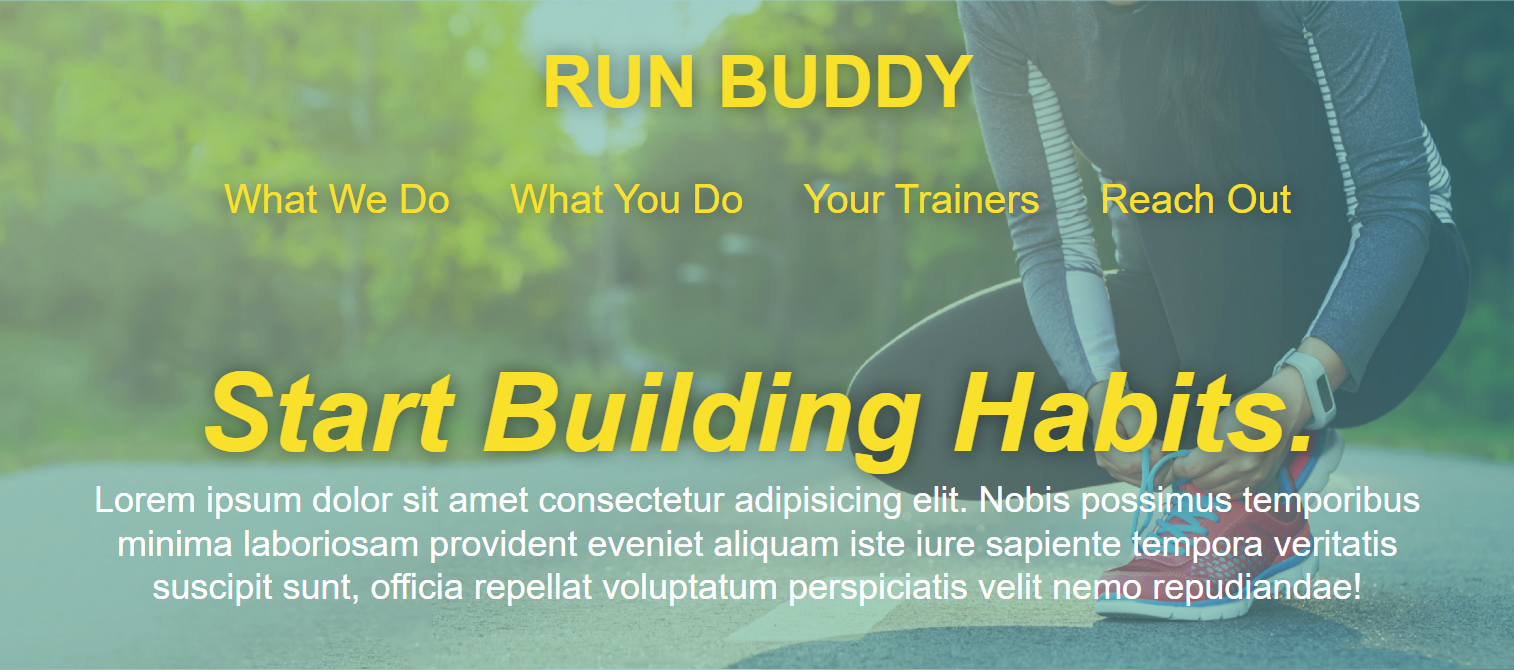 RUN BUDDY
What We Do What You Do Your Trainers Reach Out
Start Building Habits.
Lorem ipsum dolor sit amet consectetur adipisicing elit. Nobis possimus temporibus
minima laboriosam provident eveniet aliquam iste iure sapiente tempora veritatis
suscipit sunt, officia repellat voluptatum perspiciatis velit nemo repudiandae!